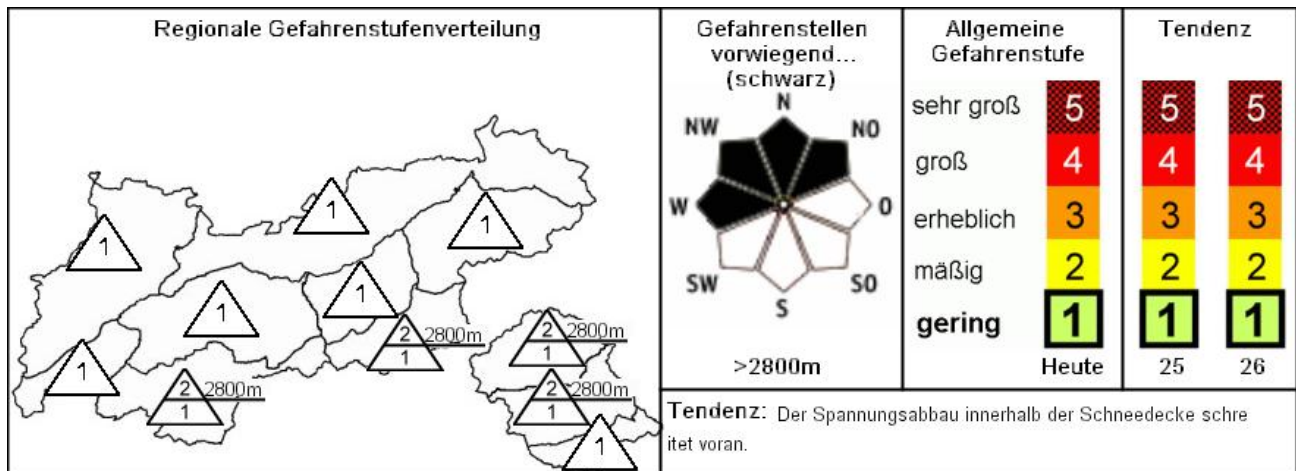 Regionale Gefahrenstufenverteilung
1
1
1
1
1
2 2800m
1
2 2800m
1
1
2 2800m
1
2 2800m
1
1
Gefahrenstellen
vorwiegend...
(schwarz)
N
NW
NO
W
O
SW
SO
S
>2800m
Allgemeine
Gefahrenstufe
sehr groß 5
groß 4
erheblich 3
mäßig 2
gering 1
Heute
Tendenz
5 5
4 4
3 3
2 2
1 1
25 26
Tendenz: Der Spannungsabbau innerhalb der Schneedecke schre
itet voran.